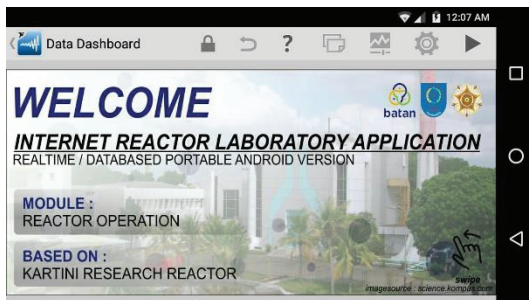 12:07 AM
Data Dashboard
?
WELCOME
batan
INTERNET REACTOR LABORATORY APPLICATION
REALTIME / DATABASED PORTABLE ANDROID VERSION
MODULE :
REACTOR OPERATION
BASED ON :
KARTINI RESEARCH REACTOR
swipe
imagesource : science.kompas.com